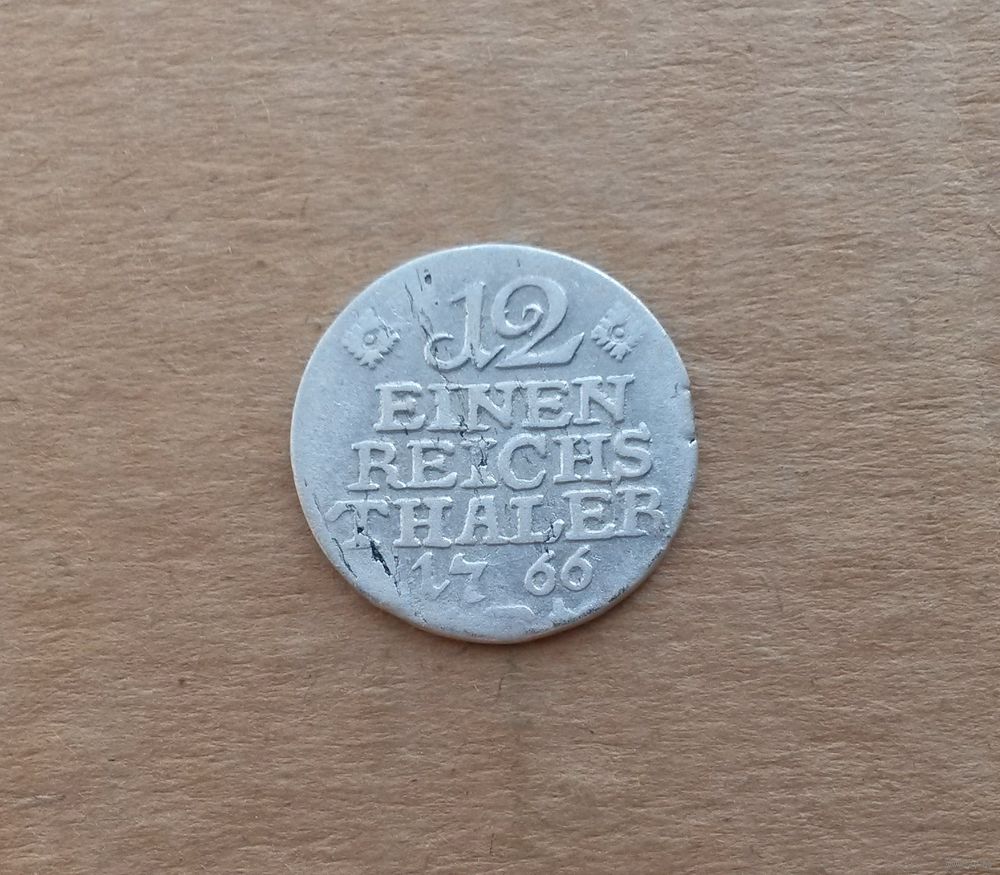 12
EINEN
REICHS
THALER
1766